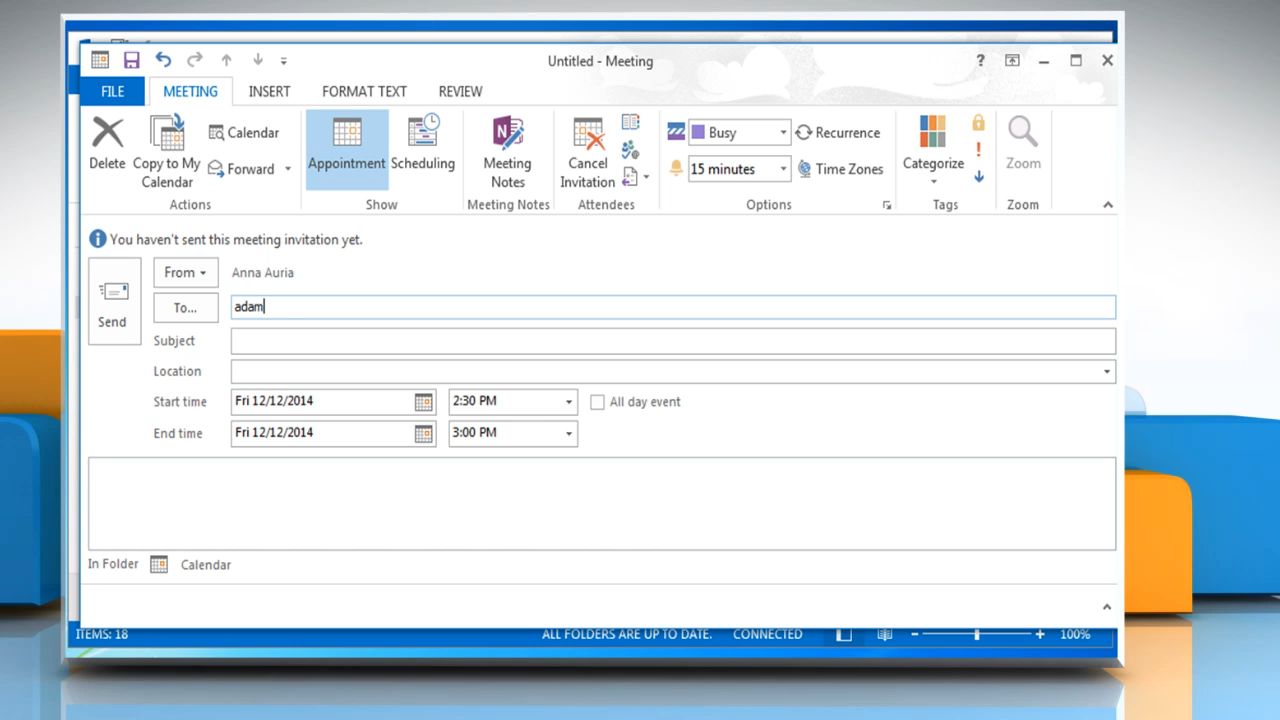 Untitled - Meeting
?
FILE MEETING INSERT FORMAT TEXT REVIEW
Delete
Copy to My Calendar
Calendar
Forward
Actions
Appointment
Scheduling
Show
N
Meeting Notes
Meeting Notes
Cancel Invitation
Attendees
Busy
Recurrence
15 minutes
Time Zones
Options
Categorize
!
Tags
Zoom
Zoom
You haven't sent this meeting invitation yet.
Send
From Anna Auria
To... adam
Subject
Location
Start time Fri 12/12/2014 2:30 PM All day event
End time Fri 12/12/2014 3:00 PM
In Folder Calendar
ITEMS: 18 ALL FOLDERS ARE UP TO DATE. CONNECTED 100%